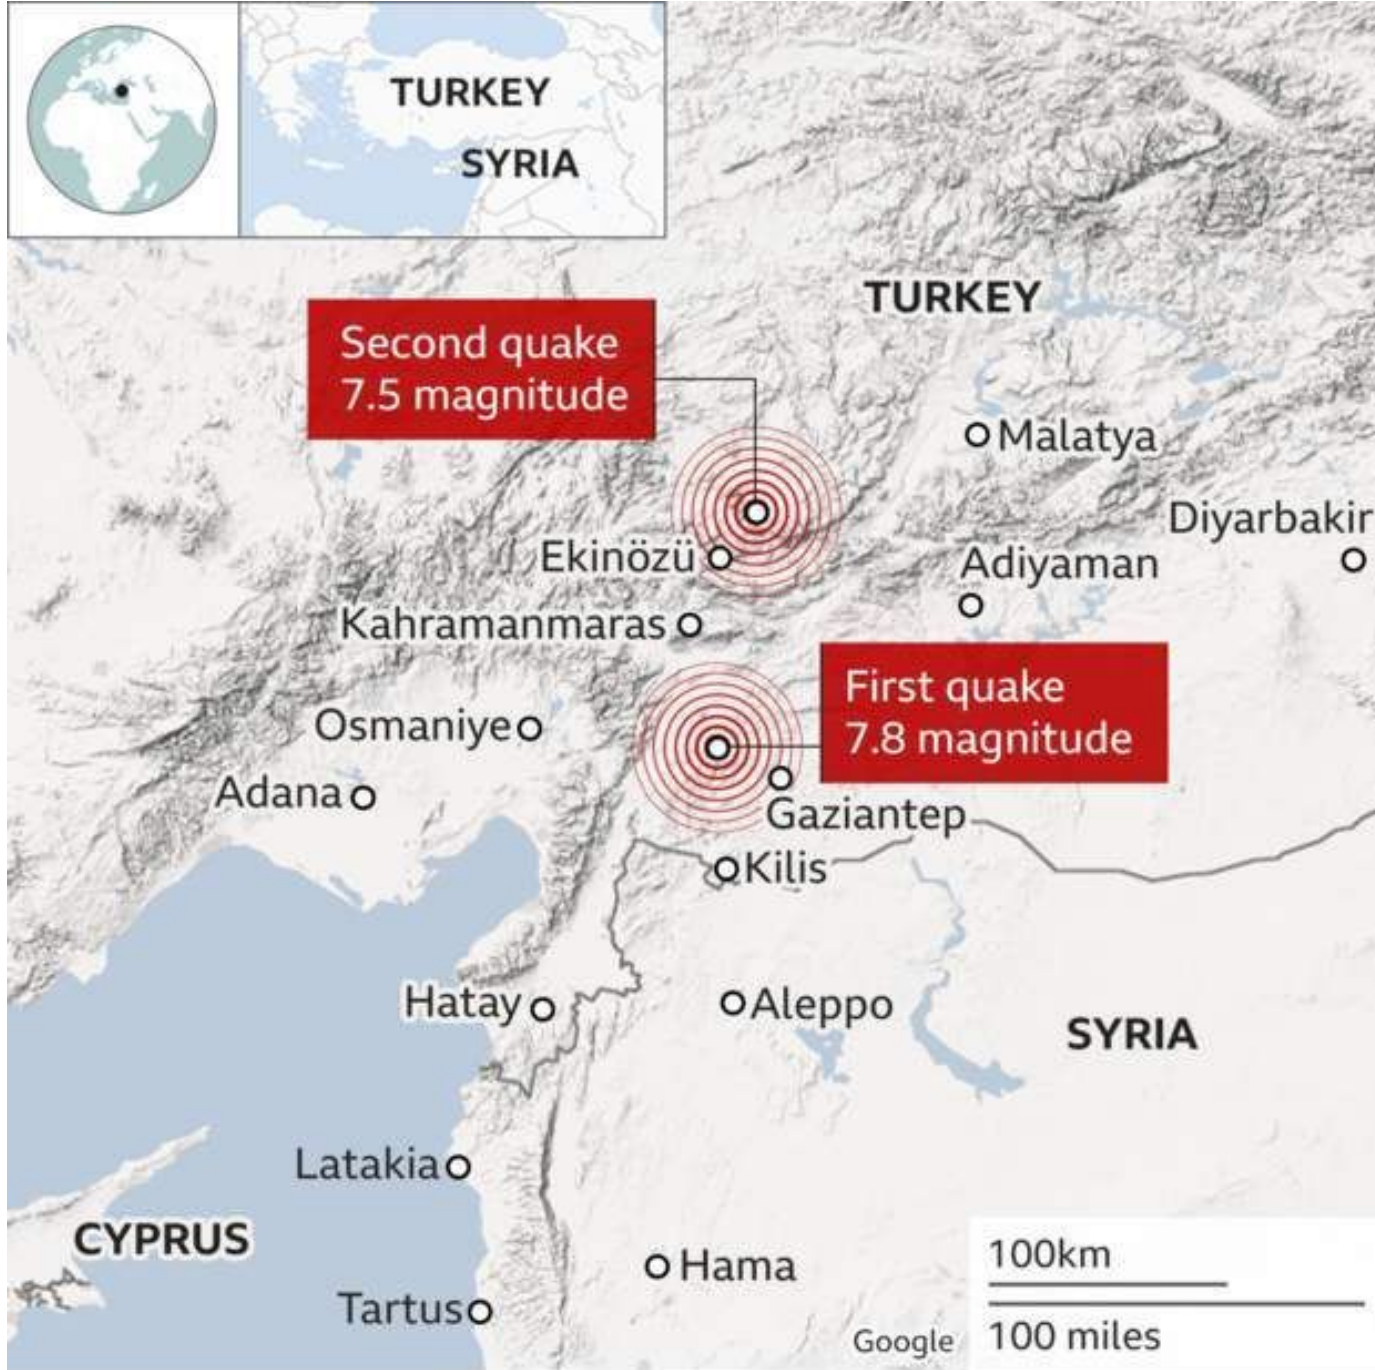 TURKEY
SYRIA
TURKEY
Second quake
7.5 magnitude
Malatya
Diyarbakir
Ekinözü
Adiyaman
Kahramanmaras
First quake
7.8 magnitude
Osmaniye
Adana
Gaziantep
Kilis
Hatay
Aleppo
SYRIA
Latakia
CYPRUS
Hama
Tartus
100km
100 miles
Google